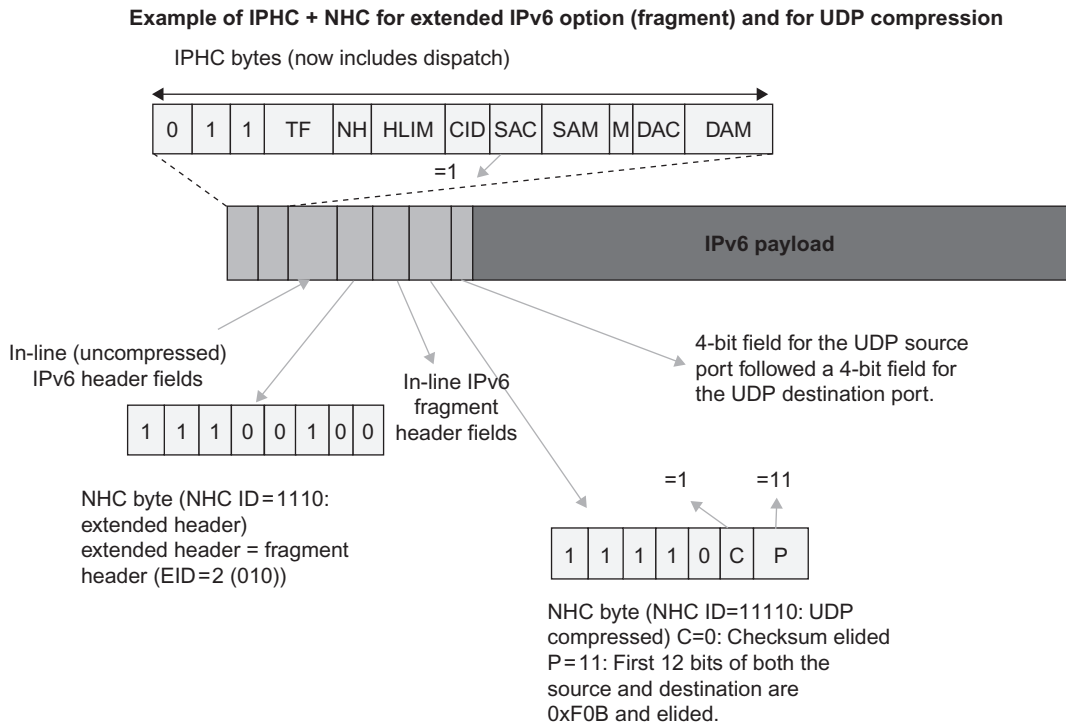 Example of IPHC + NHC for extended IPv6 option (fragment) and for UDP compression
IPHC bytes (now includes dispatch)
0 1 1 TF NH HLIM CID SAC SAM M DAC DAM
=1
IPv6 payload
In-line (uncompressed)
IPv6 header fields
In-line IPv6
fragment
header fields
4-bit field for the UDP source
port followed a 4-bit field for
the UDP destination port.
1 1 1 0 0 1 0 0
NHC byte (NHC ID=1110:
extended header)
extended header = fragment
header (EID=2 (010))
=1 =11
1 1 1 1 0 C P
NHC byte (NHC ID=11110: UDP
compressed) C=0: Checksum elided
P=11: First 12 bits of both the
source and destination are
0xF0B and elided.